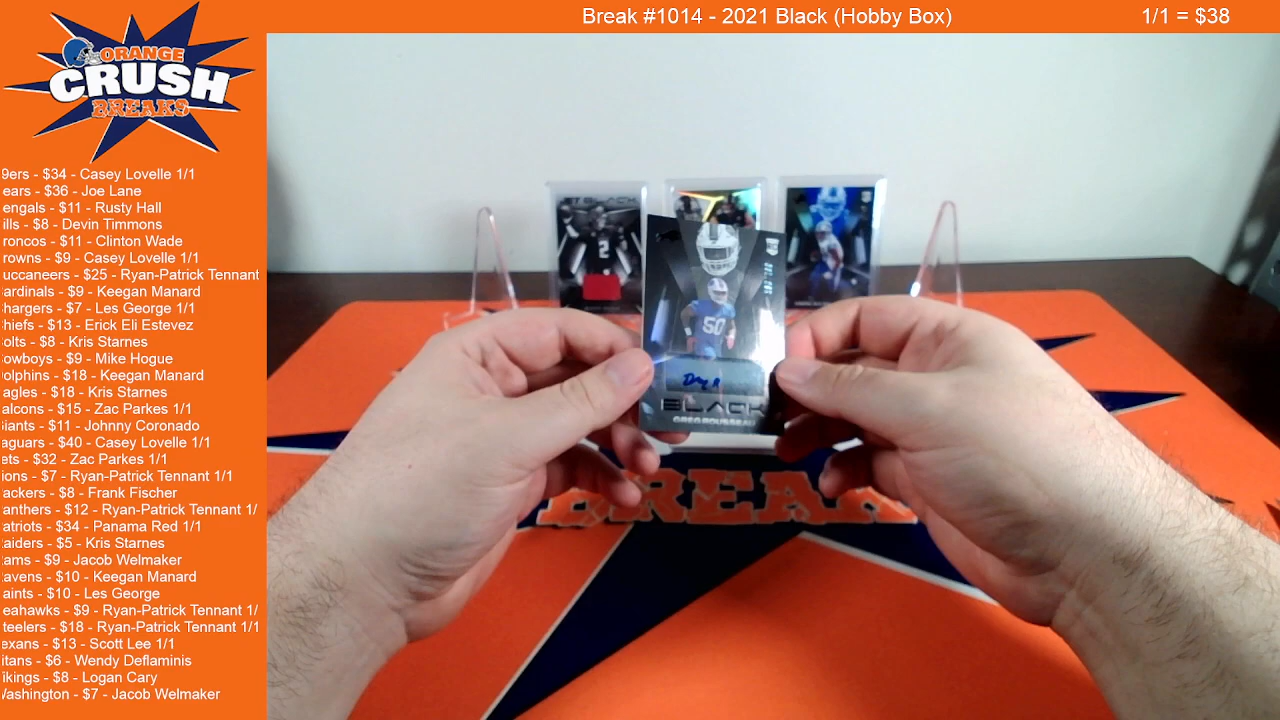 Break #1014 - 2021 Black (Hobby Box)
1/1 = $38
ORANGE
CRUSH
BREAKS
9ers - $34 - Casey Lovelle 1/1
ears - $36 - Joe Lane
engals - $11 - Rusty Hall
ills - $8 - Devin Timmons
roncos - $11 - Clinton Wade
rowns - $9 - Casey Lovelle 1/1
uccaneers - $25 - Ryan-Patrick Tennant
ardinals - $9 - Keegan Manard
hargers - $7 - Les George 1/1
hiefs - $13 - Erick Eli Estevez
olts - $8 - Kris Starnes
owboys - $9 - Mike Hogue
olphins - $18 - Keegan Manard
agles - $18 - Kris Starnes
alcons - $15 - Zac Parkes 1/1
iants - $11 - Johnny Coronado
aguars - $40 - Casey Lovelle 1/1
ets - $32 - Zac Parkes 1/1
ions - $7 - Ryan-Patrick Tennant 1/1
ackers - $8 - Frank Fischer
anthers - $12 - Ryan-Patrick Tennant 1/
atriots - $34 - Panama Red 1/1
aiders - $5 - Kris Starnes
ams - $9 - Jacob Welmaker
avens - $10 - Keegan Manard
aints - $10 - Les George
eahawks - $9 - Ryan-Patrick Tennant 1/
teelers - $18 - Ryan-Patrick Tennant 1/1
exans - $13 - Scott Lee 1/1
itans - $6 - Wendy Deflaminis
ikings - $8 - Logan Cary
Washington - $7 - Jacob Welmaker
BLACK
2
50
BLACK
GREG ROUSSEAU
BREAK